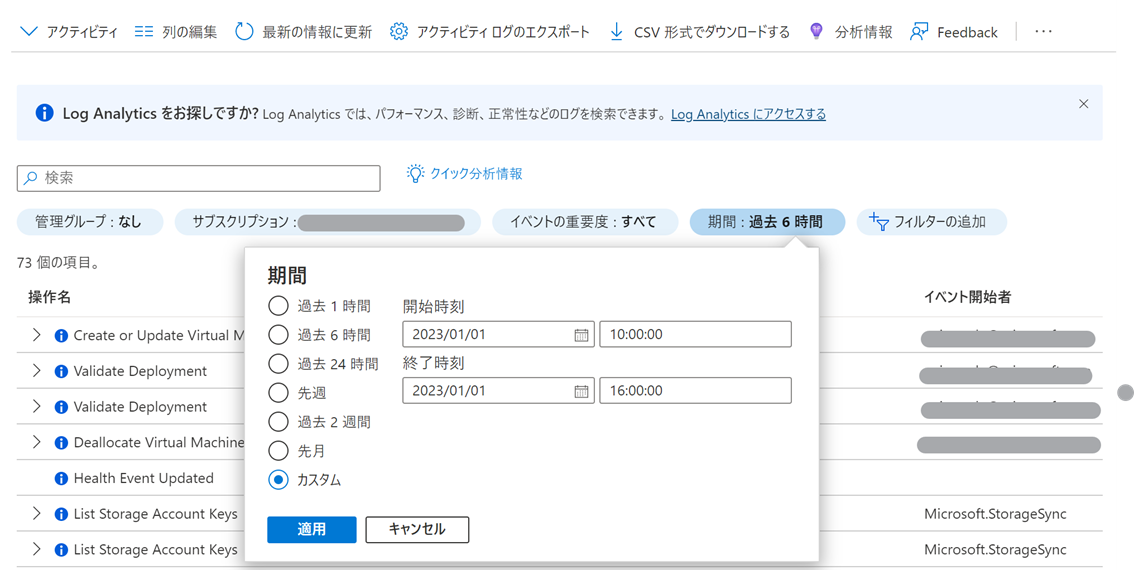 アクティビティ 列の編集 最新の情報に更新 アクティビティ ログのエクスポート CSV 形式でダウンロードする 分析情報 Feedback ...
Log Analytics をお探しですか? Log Analytics では、パフォーマンス、診断、正常性などのログを検索できます。 Log Analytics にアクセスする
検索 クイック分析情報
管理グループ : なし サブスクリプション : イベントの重要度 : すべて 期間 : 過去 6 時間 フィルターの追加
73 個の項目。
操作名 イベント開始者
Create or Update Virtual M
Validate Deployment
Validate Deployment
Deallocate Virtual Machine
Health Event Updated
List Storage Account Keys Microsoft.StorageSync
List Storage Account Keys Microsoft.StorageSync
期間
過去 1 時間
過去 6 時間
過去 24 時間
先週
過去 2 週間
先月
カスタム
開始時刻
2023/01/01 10:00:00
終了時刻
2023/01/01 16:00:00
適用 キャンセル